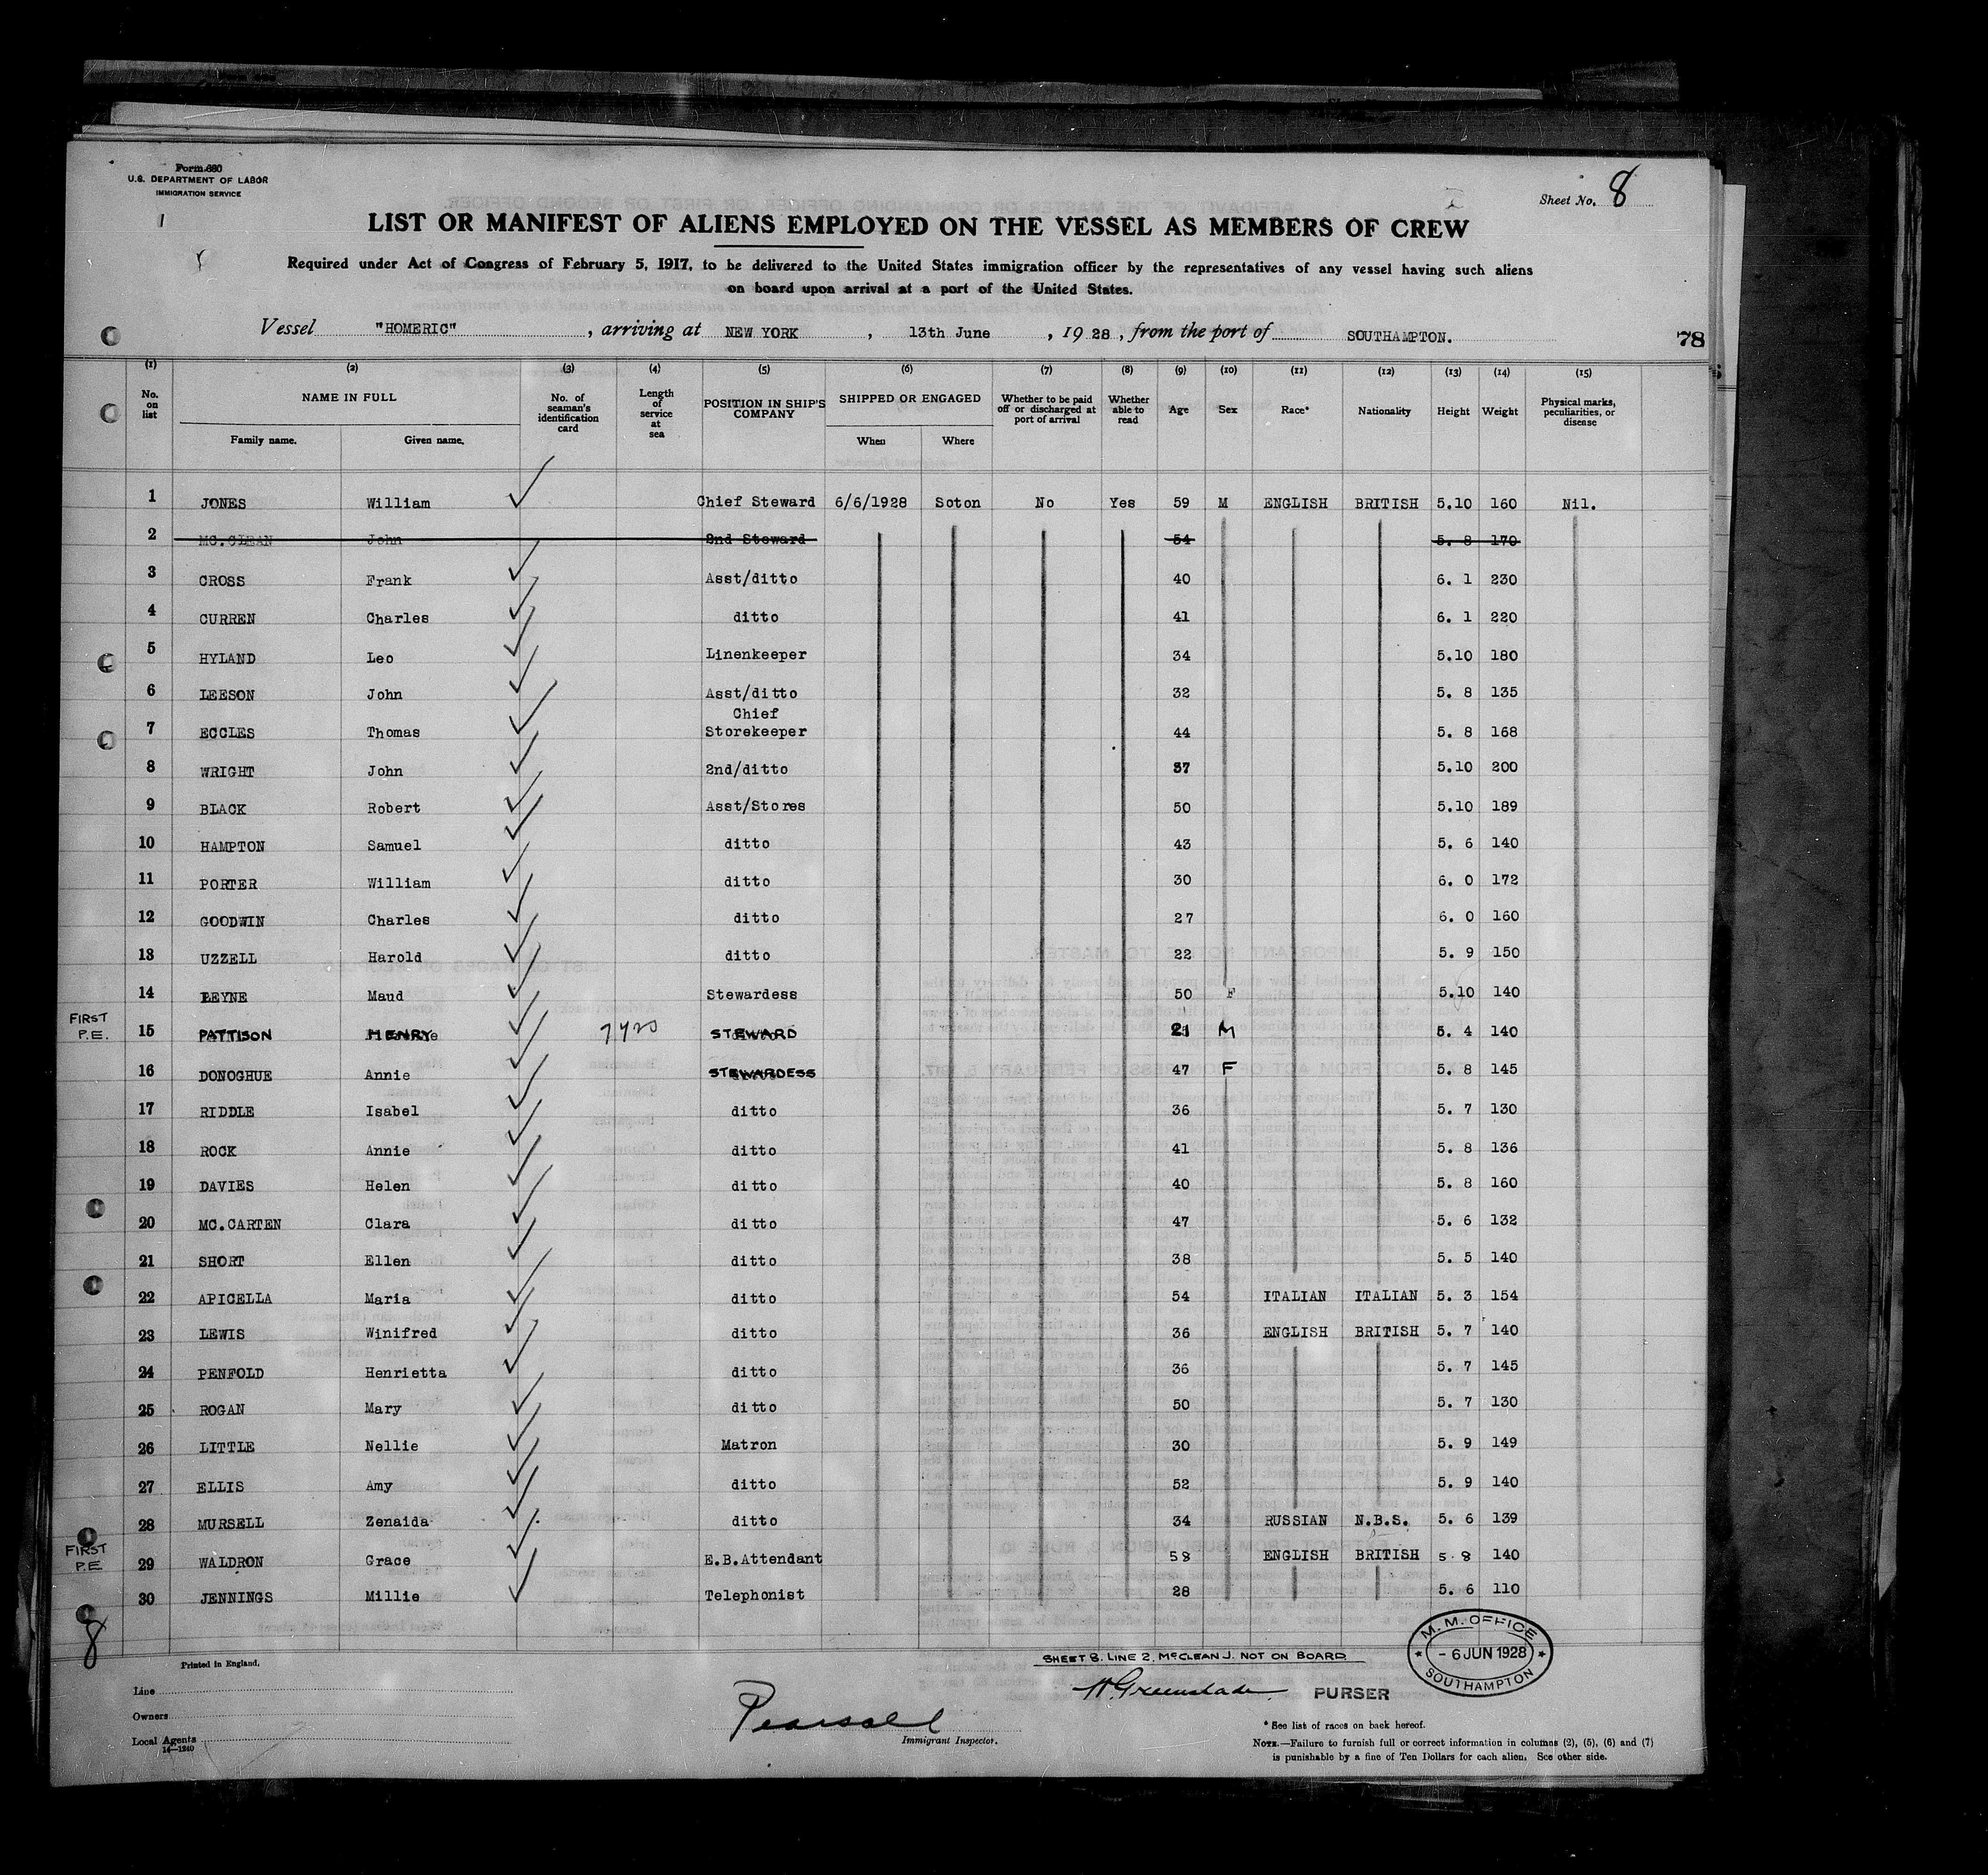 Form 680
U.S. DEPARTMENT OF LABOR
IMMIGRATION SERVICE
Sheet No. 8
LIST OR MANIFEST OF ALIENS EMPLOYED ON THE VESSEL AS MEMBERS OF CREW
Required under Act of Congress of February 5, 1917, to be delivered to the United States immigration officer by the representatives of any vessel having such aliens
on board upon arrival at a port of the United States.
Vessel "HOMERIC", arriving at NEW YORK, 13th June, 1928, from the port of SOUTHAMPTON.
78
(1) (2) (3) (4) (5) (6) (7) (8) (9) (10) (11) (12) (13) (14) (15)
No. on list NAME IN FULL Family name. Given name. No. of seaman's identification card Length of service at sea POSITION IN SHIP'S COMPANY SHIPPED OR ENGAGED When Where Whether to be paid off or discharged at port of arrival Whether able to read Age Sex Race* Nationality Height Weight Physical marks, peculiarities, or disease
1 JONES William Chief Steward 6/6/1928 Soton No Yes 59 M ENGLISH BRITISH 5.10 160 Nil.
2 MC.CLEAN John 2nd Steward 54 5. 8 170
3 CROSS Frank Asst/ditto 40 6. 1 230
4 CURREN Charles ditto 41 6. 1 220
5 HYLAND Leo Linenkeeper 34 5.10 180
6 LEESON John Asst/ditto 32 5. 8 135
7 ECCLES Thomas Chief Storekeeper 44 5. 8 168
8 WRIGHT John 2nd/ditto 37 5.10 200
9 BLACK Robert Asst/Stores 50 5.10 189
10 HAMPTON Samuel ditto 43 5. 6 140
11 PORTER William ditto 30 6. 0 172
12 GOODWIN Charles ditto 27 6. 0 160
13 UZZELL Harold ditto 22 5. 9 150
14 BEYNE Maud Stewardess 50 F 5.10 140
FIRST P.E. 15 PATTISON HENRY 7420 STEWARD 21 M 5. 4 140
16 DONOGHUE Annie STEWARDESS 47 F 5. 8 145
17 RIDDLE Isabel ditto 36 5. 7 130
18 ROCK Annie ditto 41 5. 8 136
19 DAVIES Helen ditto 40 5. 8 160
20 MC.CARTEN Clara ditto 47 5. 6 132
21 SHORT Ellen ditto 38 5. 5 140
22 APICELLA Maria ditto 54 ITALIAN ITALIAN 5. 3 154
23 LEWIS Winifred ditto 36 ENGLISH BRITISH 5. 7 140
24 PENFOLD Henrietta ditto 36 5. 7 145
25 ROGAN Mary ditto 50 5. 7 130
26 LITTLE Nellie Matron 30 5. 9 149
27 ELLIS Amy ditto 52 5. 9 140
28 MURSELL Zenaida ditto 34 RUSSIAN N.B.S. 5. 6 139
FIRST P.E 29 WALDRON Grace E.B.Attendant 58 ENGLISH BRITISH 5. 8 140
30 JENNINGS Millie Telephonist 28 5. 6 110
8
Printed in England.
SHEET 8. LINE 2. McCLEAN J. NOT ON BOARD.
M. M. OFFICE
- 6 JUN 1928
SOUTHAMPTON
PURSER
Line
Owners
Local Agents
14—1240
Immigrant Inspector.
* See list of races on back hereof.
NOTE.—Failure to furnish full or correct information in columns (2), (5), (6) and (7)
is punishable by a fine of Ten Dollars for each alien. See other side.